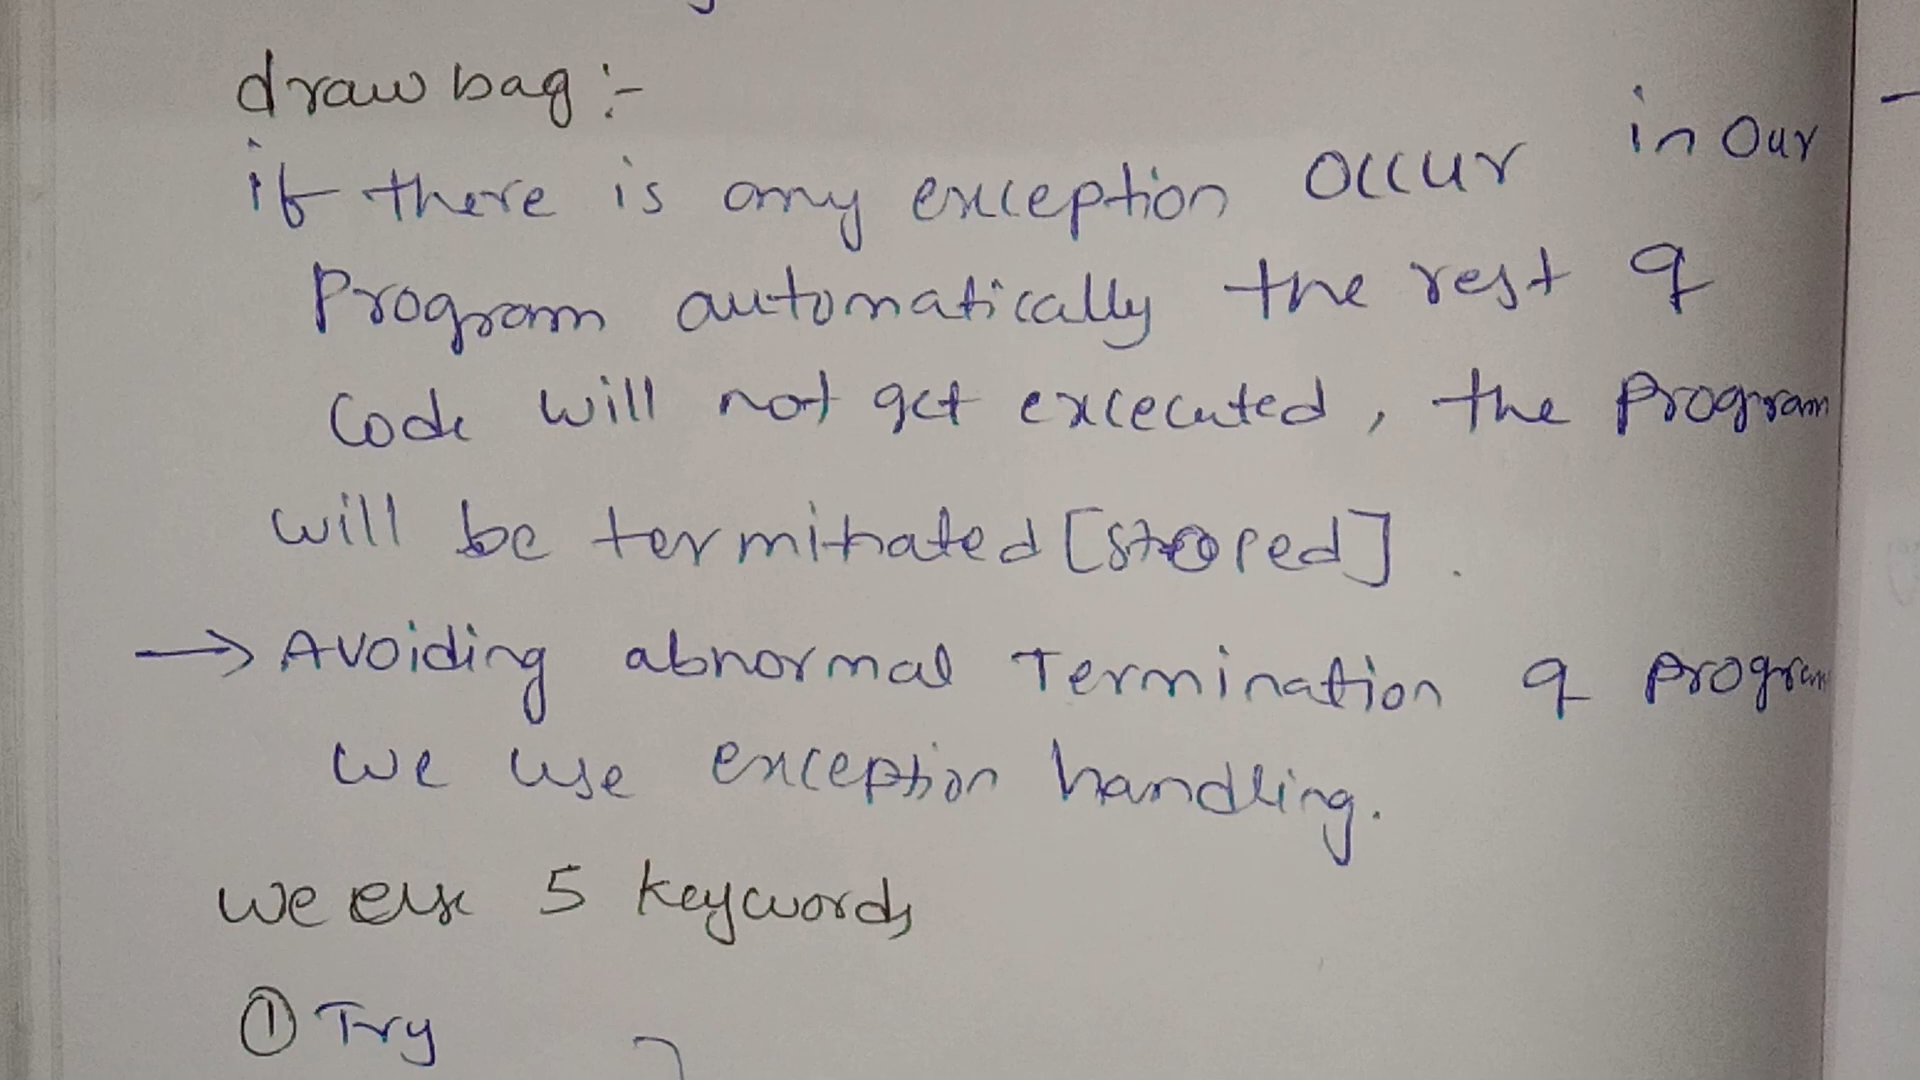 draw bag :-
if there is any exception occur in our
program automatically the rest of
code will not get excecuted, the program
will be terminated [stoped].
→ Avoiding abnormal Termination of program
we use exception handling.
we use 5 keywords
① Try